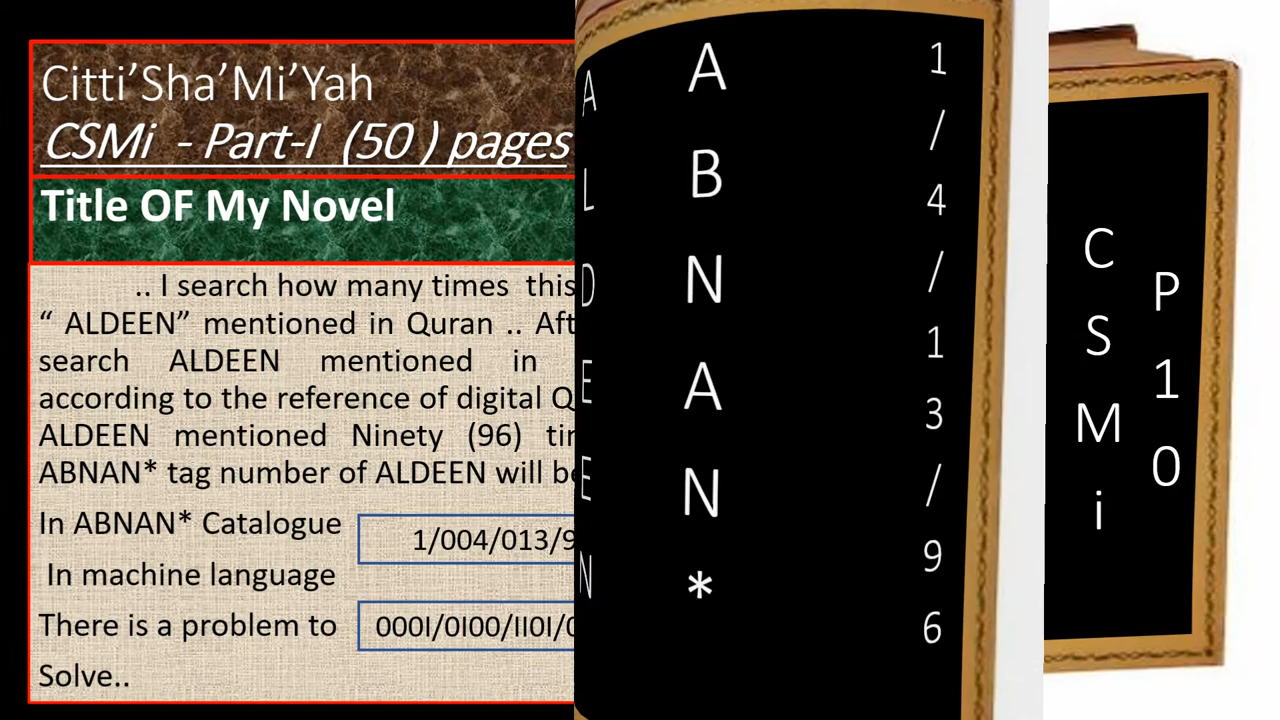 Citti’Sha’Mi’Yah
CSMi - Part-I (50 ) pages
Title OF My Novel
.. I search how many times this
“ ALDEEN” mentioned in Quran .. Aft
search ALDEEN mentioned in
according to the reference of digital Q
ALDEEN mentioned Ninety (96) tin
ABNAN* tag number of ALDEEN will be
In ABNAN* Catalogue
1/004/013/9
In machine language
There is a problem to
000I/0I00/II0I/0
Solve..
ALDEEN
ABNAN*
1/4/13/96
CSMi
P10